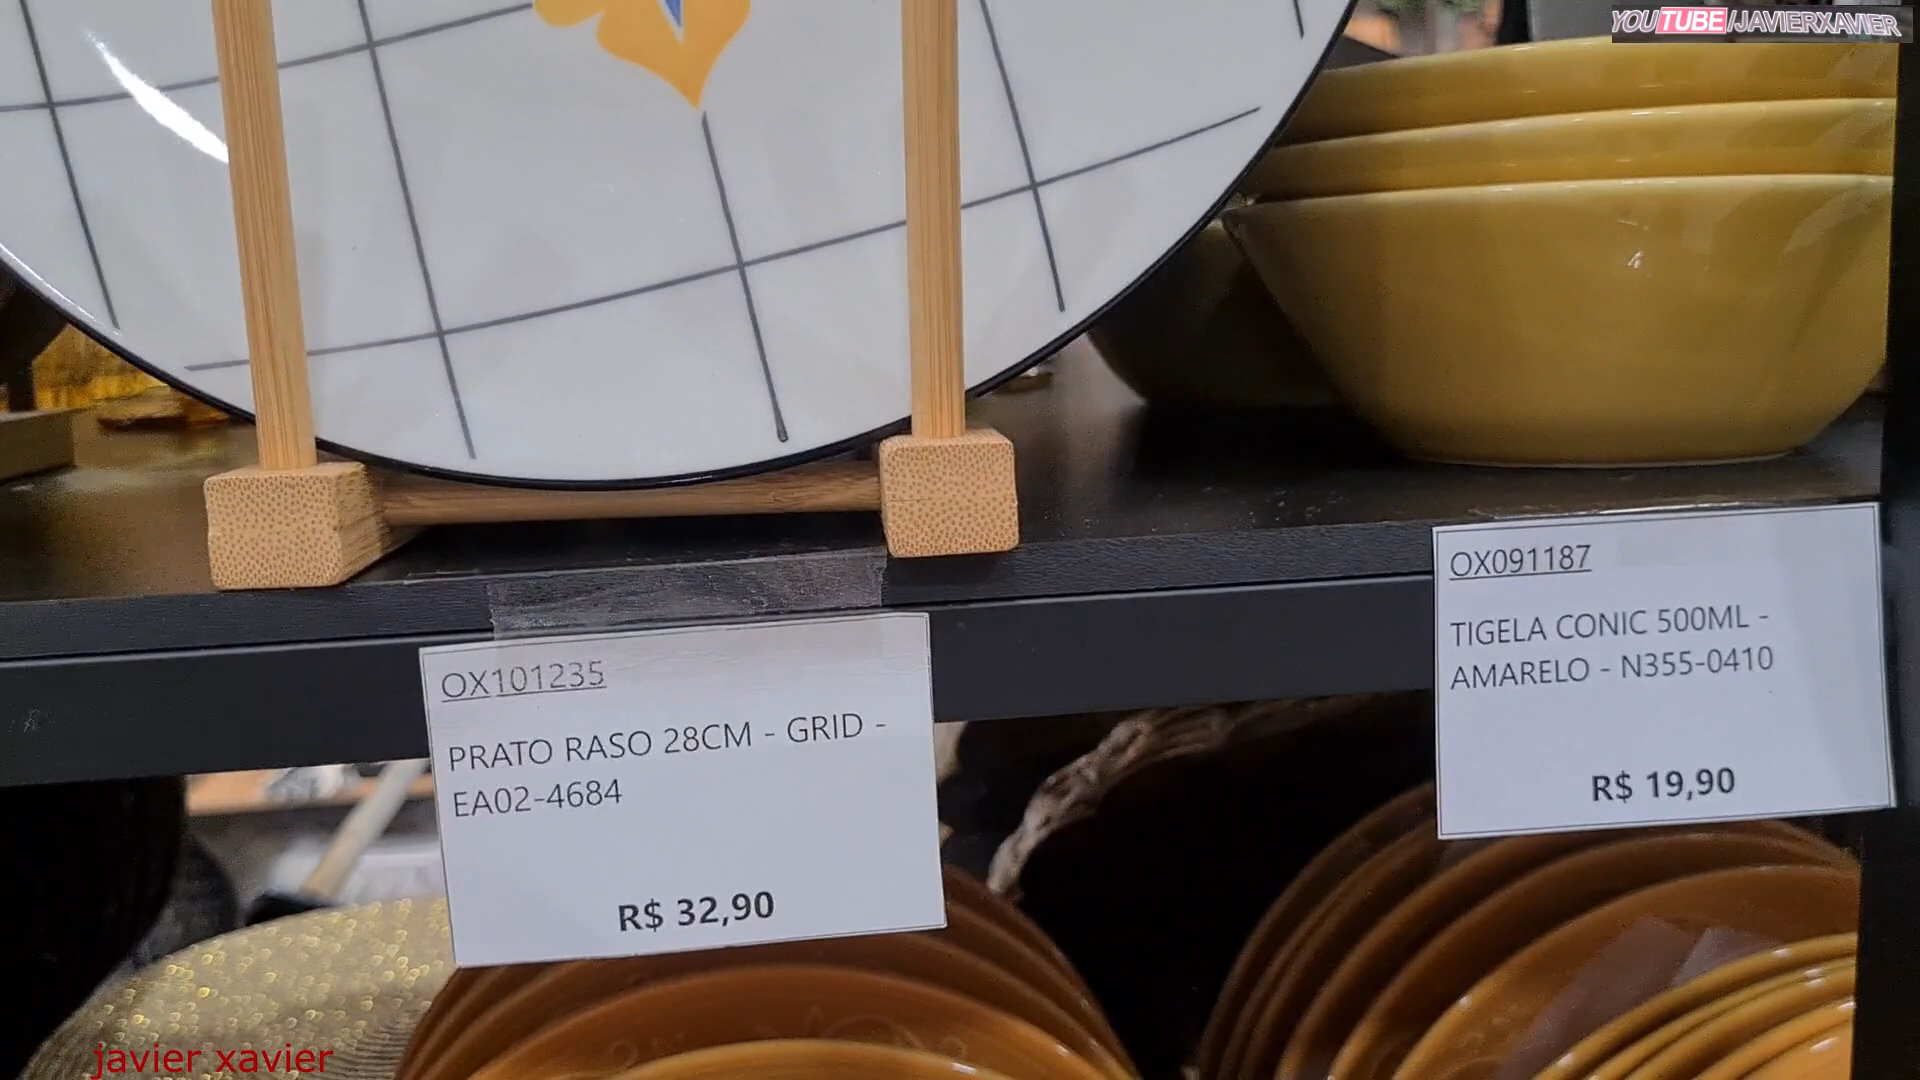 YOUTUBE/JAVIERXAVIER
OX091187
TIGELA CONIC 500ML -
AMARELO - N355-0410
R$ 19,90
OX101235
PRATO RASO 28CM - GRID -
EA02-4684
R$ 32,90
javier xavier